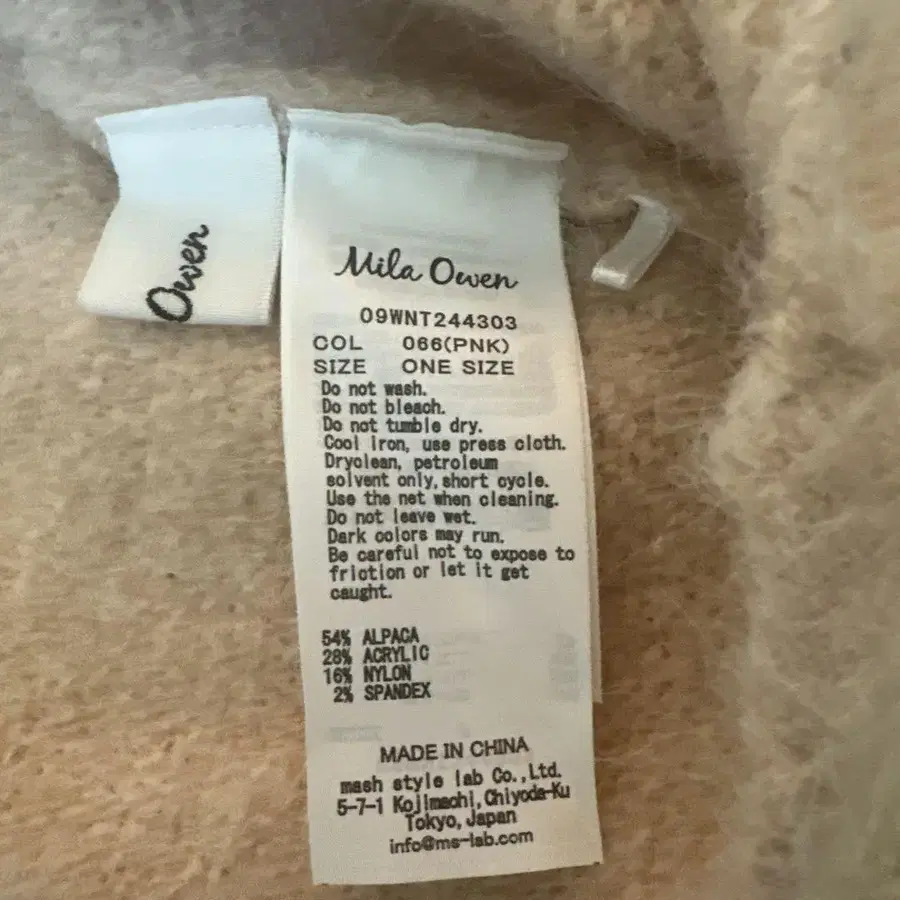 Owen
Mila Owen
09WNT244303
COL 066(PNK)
SIZE ONE SIZE
Do not wash.
Do not bleach.
Do not tumble dry.
Cool iron, use press cloth.
Dryclean, petroleum
solvent only, short cycle.
Use the net when cleaning.
Do not leave wet.
Dark colors may run.
Be careful not to expose to
friction or let it get
caught.
54% ALPACA
28% ACRYLIC
16% NYLON
2% SPANDEX
MADE IN CHINA
mash style lab Co.,Ltd.
5-7-1 Kojimachi, Chiyoda-Ku
Tokyo, Japan
info@ms-lab.com